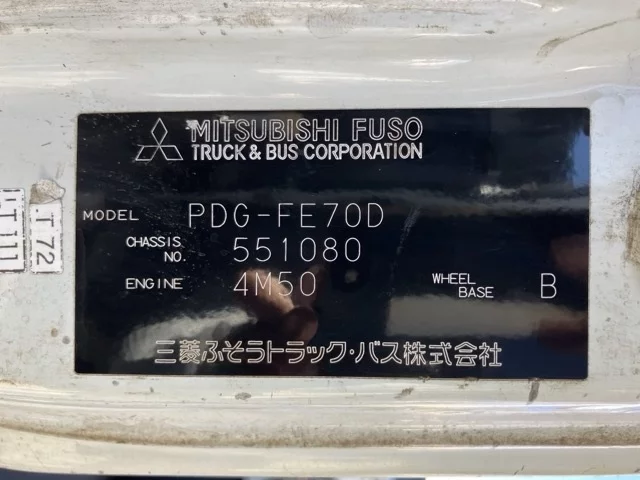 MITSUBISHI FUSO
TRUCK & BUS CORPORATION
MODEL PDG-FE70D
CHASSIS NO. 551080
ENGINE 4M50 WHEEL BASE B
三菱ふそうトラック・バス株式会社
T 72